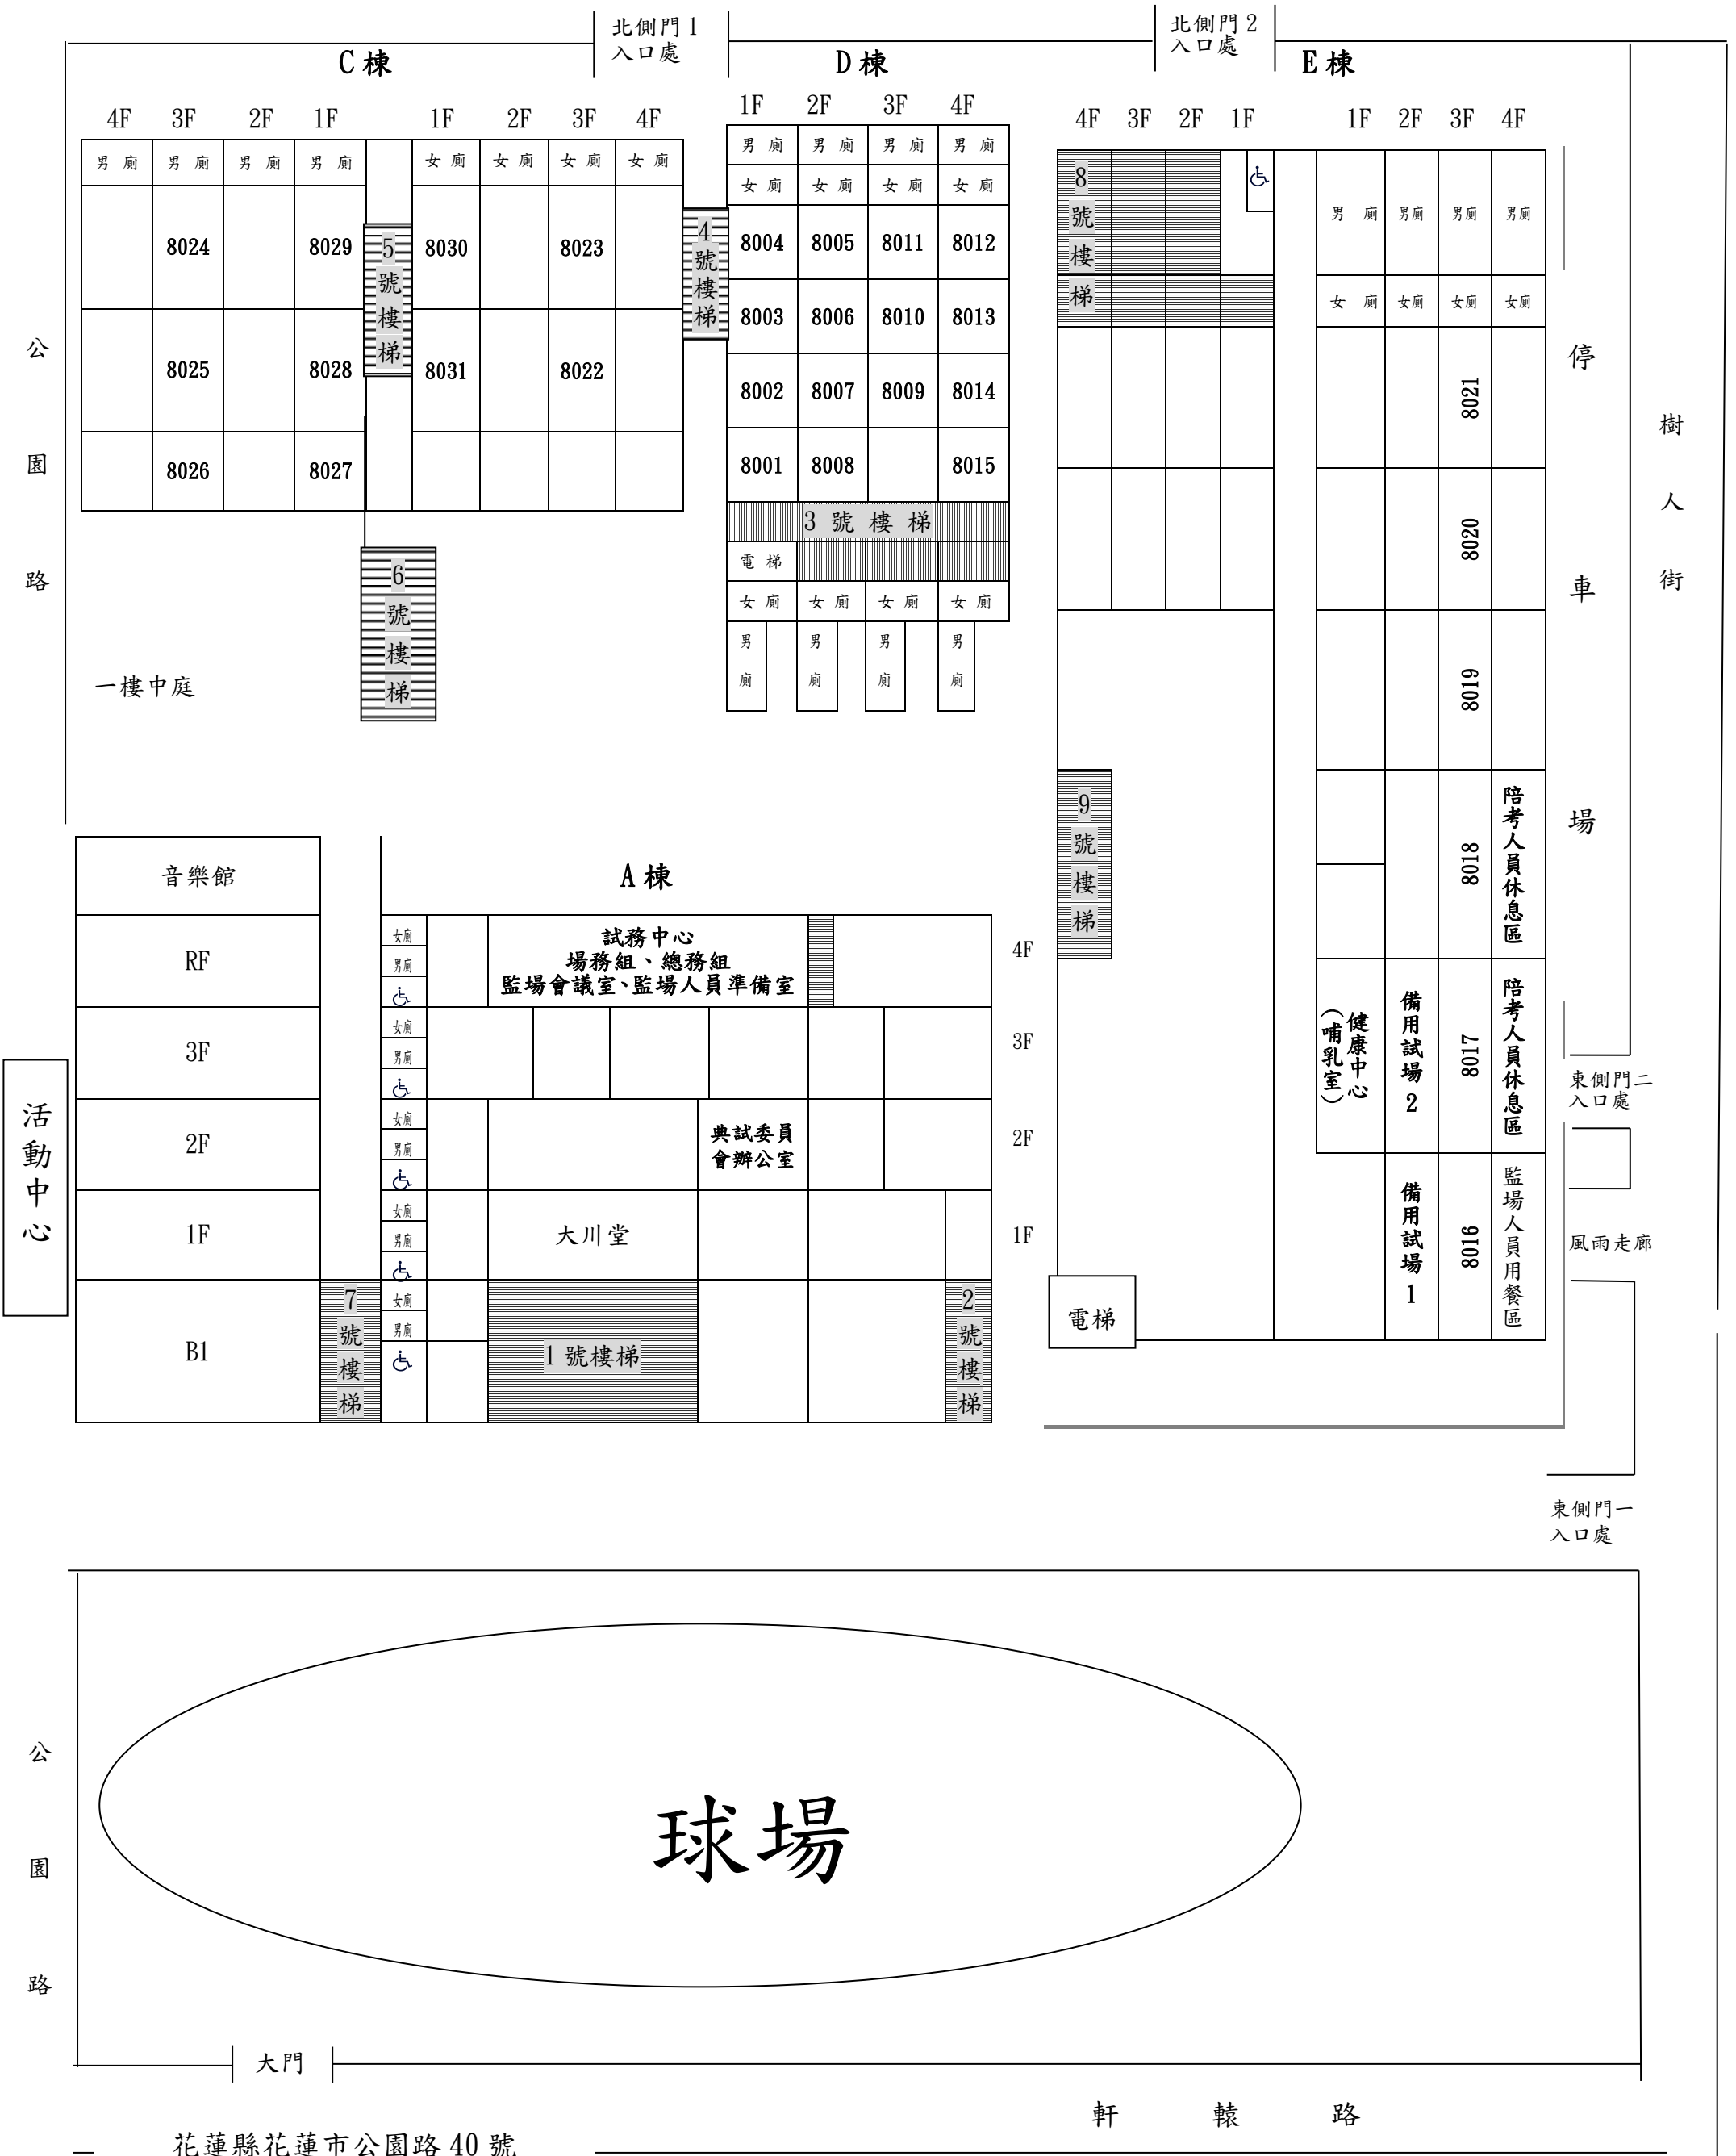 北側門1
入口處
北側門2
入口處
C棟
D棟
E棟
4F 3F 2F 1F 1F 2F 3F 4F
1F 2F 3F 4F
4F 3F 2F 1F 1F 2F 3F 4F
男 廁 男 廁 男 廁 男 廁 女 廁 女 廁 女 廁 女 廁
8024 8029 8030 8023
8025 8028 8031 8022
8026 8027
5號樓梯
6號樓梯
一樓中庭
4號樓梯
男 廁 男 廁 男 廁 男 廁
女 廁 女 廁 女 廁 女 廁
8004 8005 8011 8012
8003 8006 8010 8013
8002 8007 8009 8014
8001 8008 8015
3號樓梯
電 梯
女 廁 女 廁 女 廁 女 廁
男廁 男廁 男廁 男廁
8號樓梯
男 廁 男廁 男廁 男廁
女 廁 女廁 女廁 女廁
8021
8020
8019
9號樓梯
8018
陪考人員休息區
健康中心
(哺乳室)
備用試場2
8017
陪考人員休息區
備用試場1
8016
監場人員用餐區
電梯
停車場
樹人街
東側門二
入口處
風雨走廊
東側門一
入口處
公園路
活動中心
音樂館
RF
3F
2F
1F
B1
7號樓梯
A棟
女廁
男廁
試務中心
場務組、總務組
監場會議室、監場人員準備室
4F
女廁
男廁
3F
女廁
男廁
典試委員
會辦公室
2F
女廁
男廁
大川堂
1F
女廁
男廁
1號樓梯
2號樓梯
公園路
球場
大門
軒轅路
花蓮縣花蓮市公園路40號